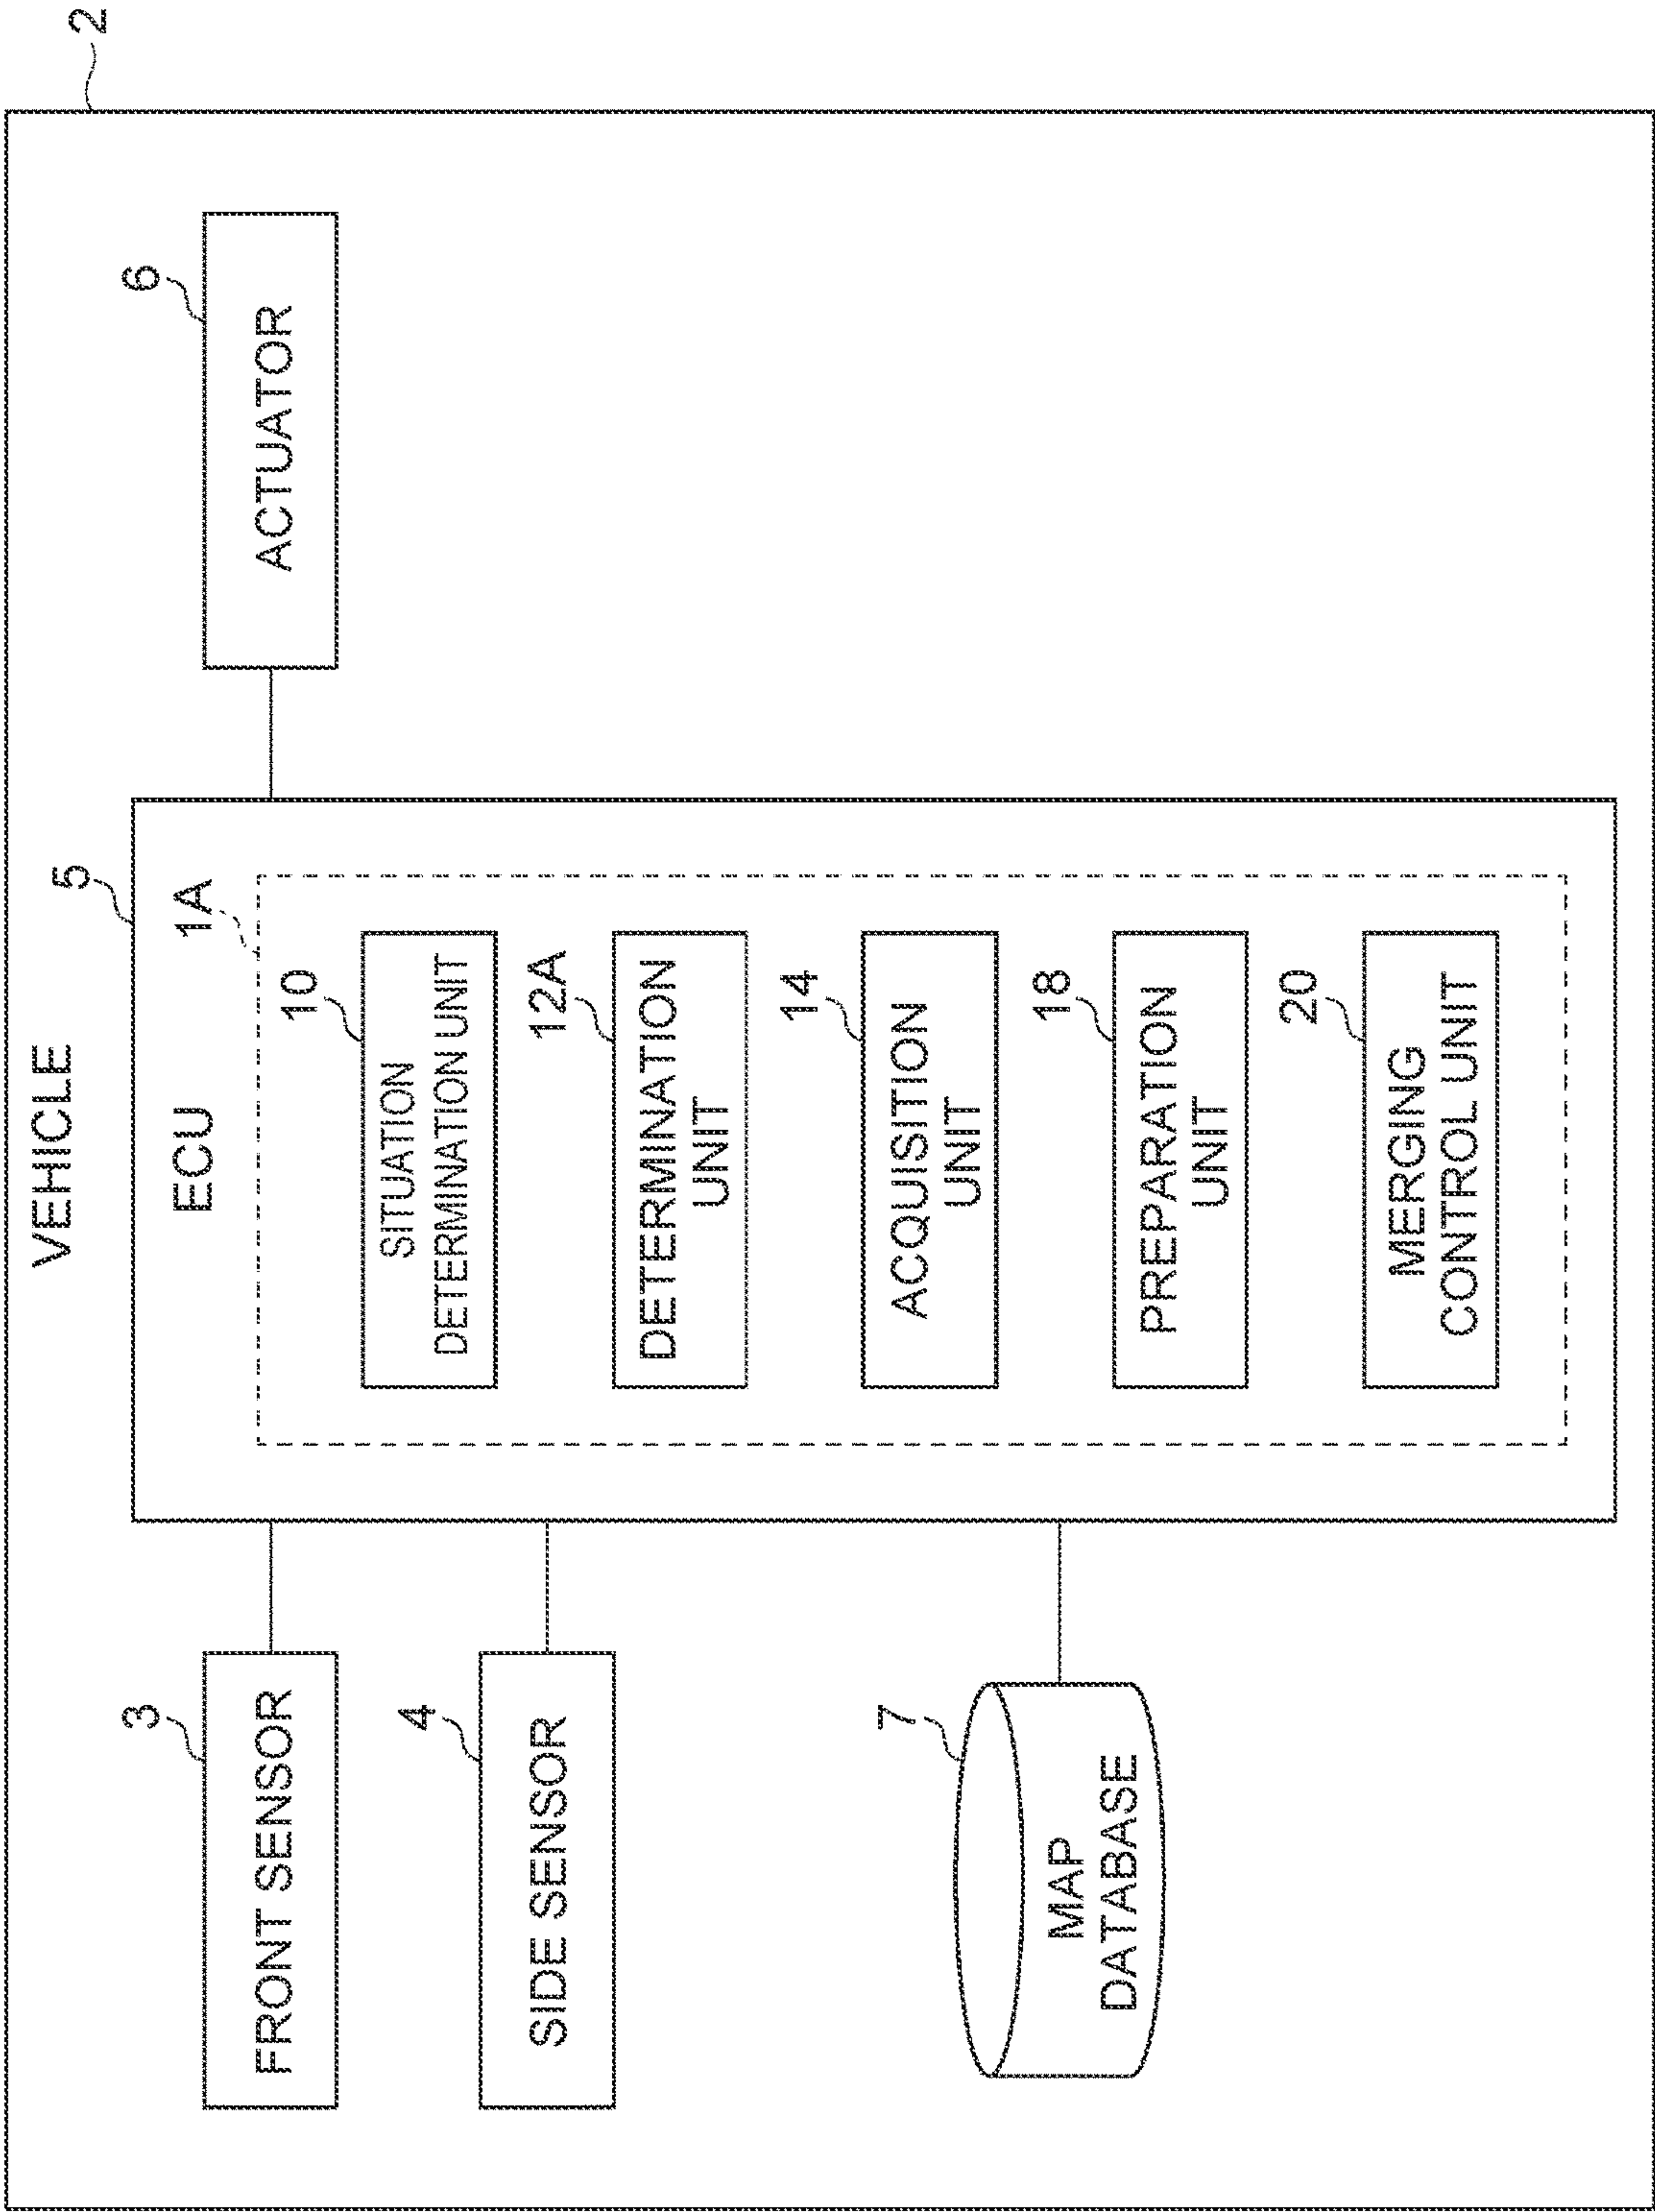 2
VEHICLE
3
FRONT SENSOR
4
SIDE SENSOR
7
MAP
DATABASE
5
ECU
1A
10
SITUATION
DETERMINATION UNIT
12A
DETERMINATION
UNIT
14
ACQUISITION
UNIT
18
PREPARATION
UNIT
20
MERGING
CONTROL UNIT
6
ACTUATOR